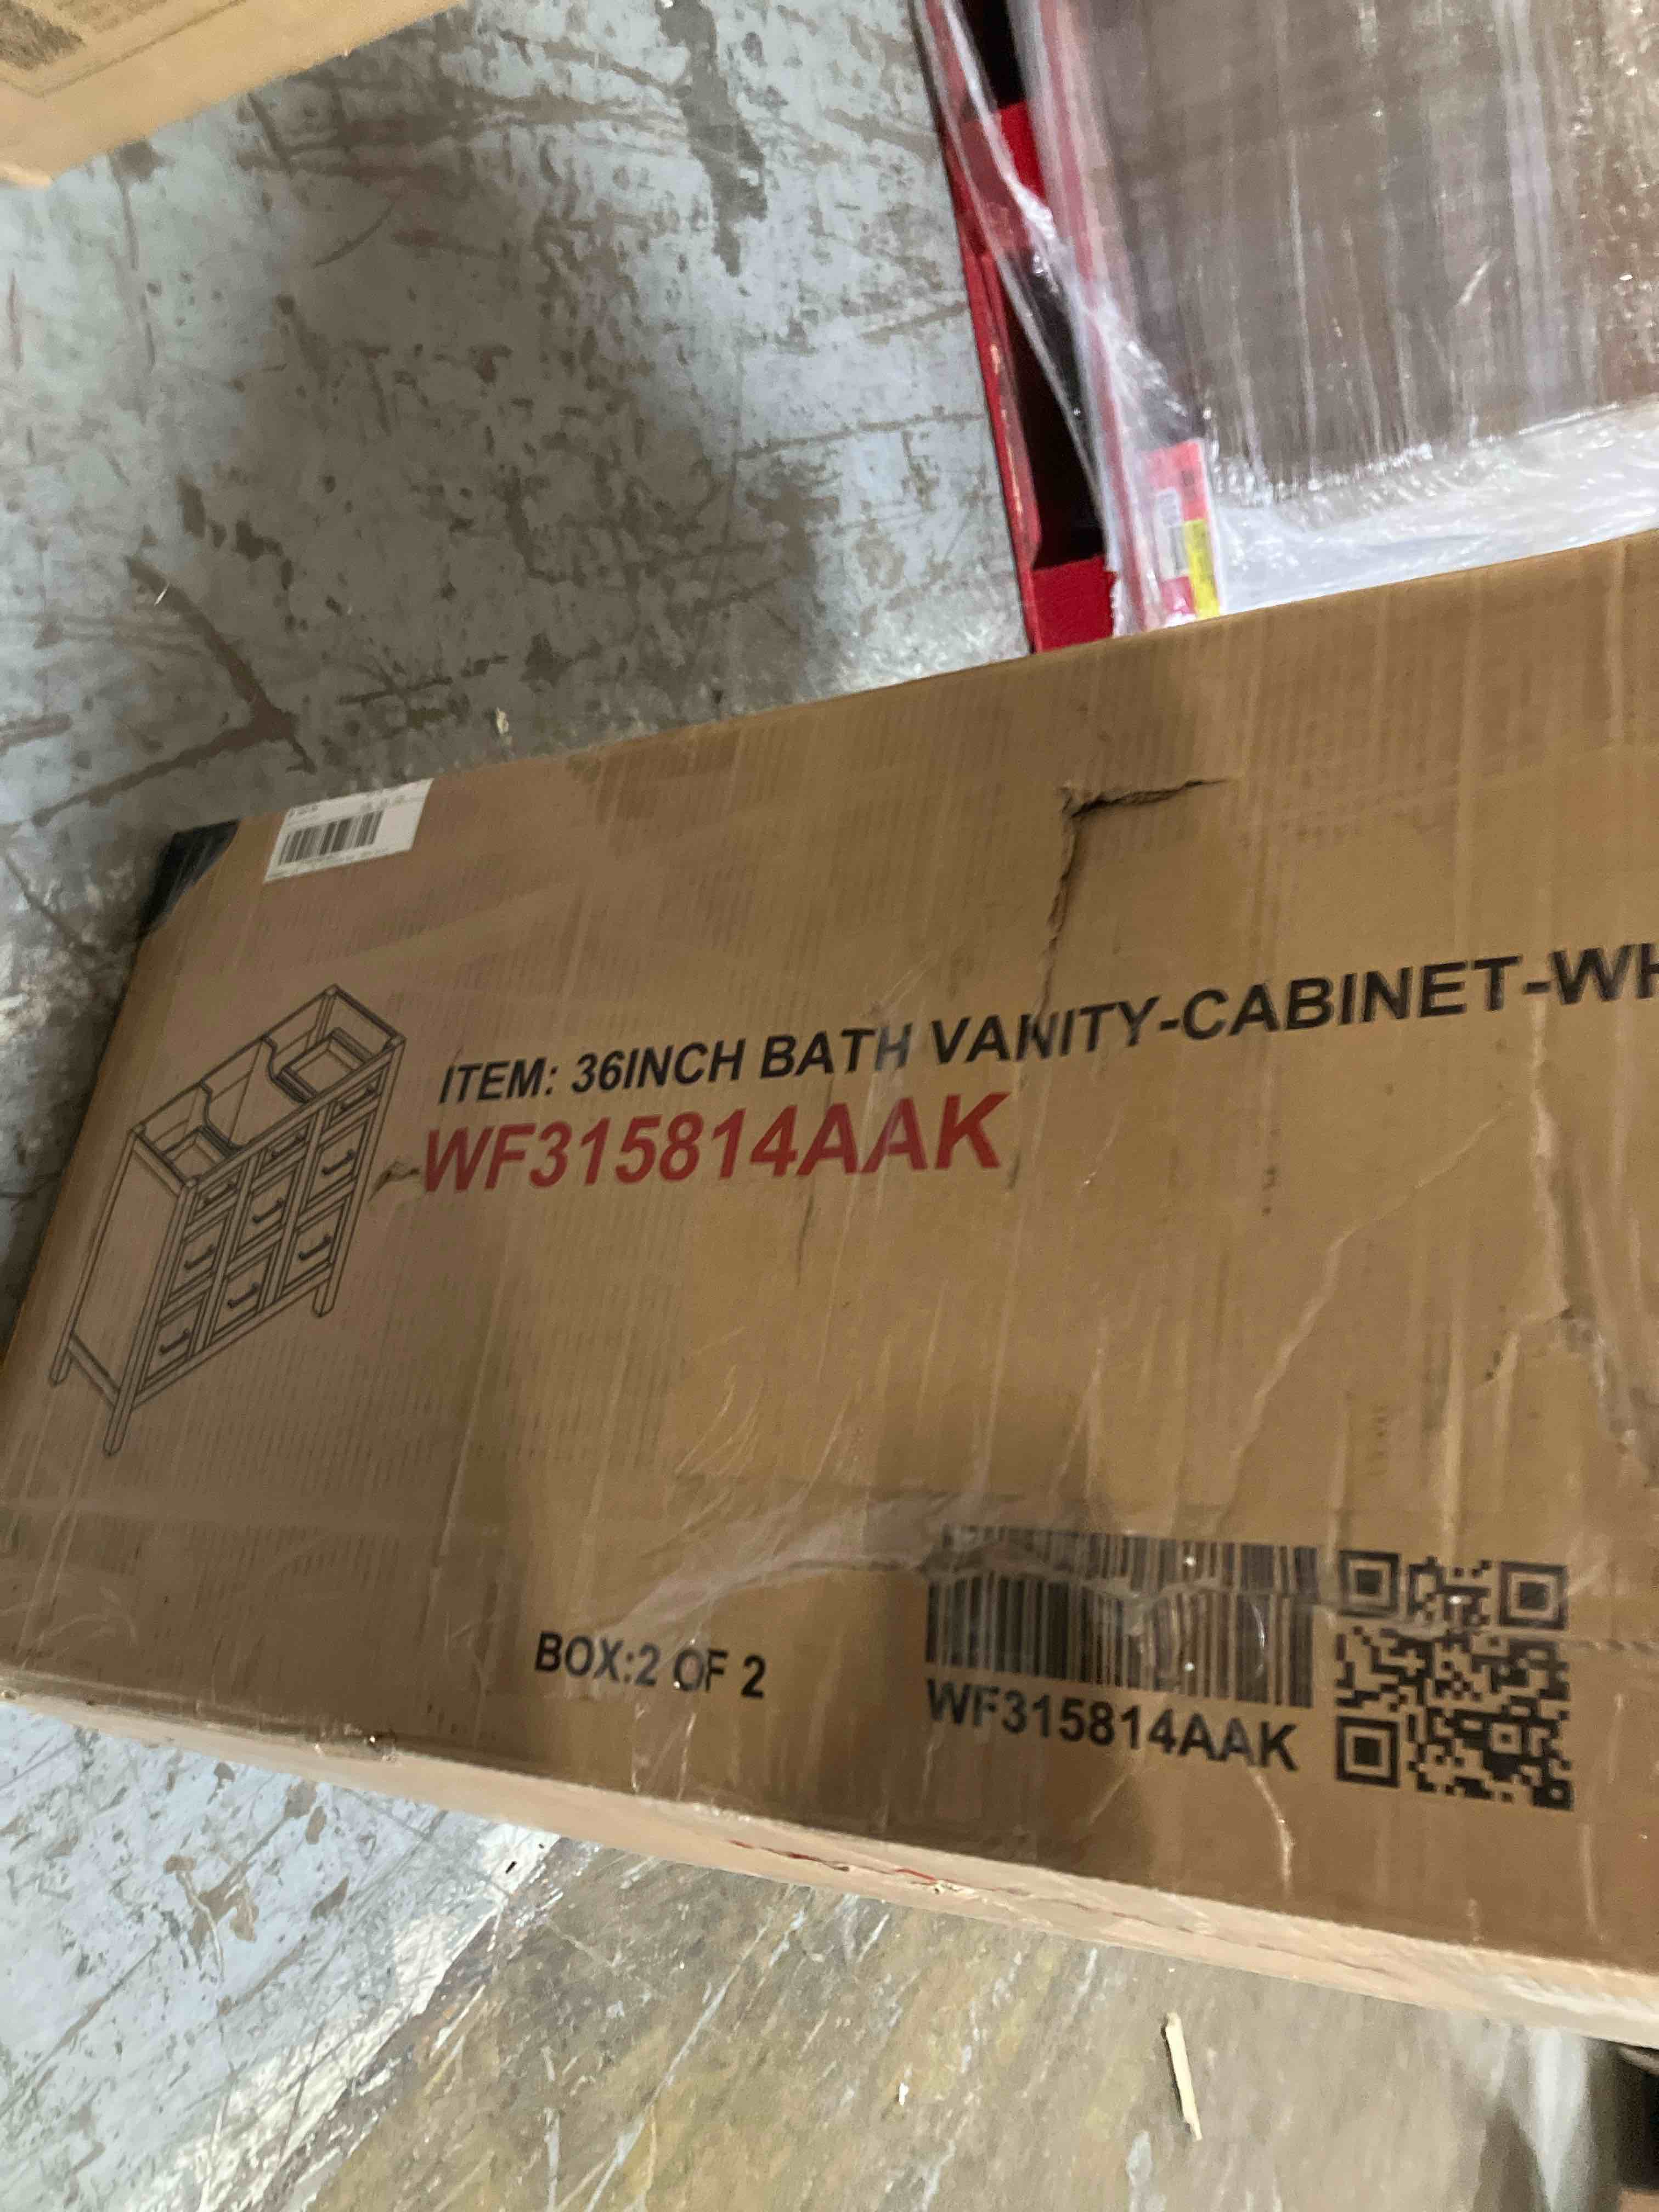 ITEM: 36INCH BATH VANITY-CABINET-WH
WF315814AAK
BOX:2 OF 2
WF315814AAK